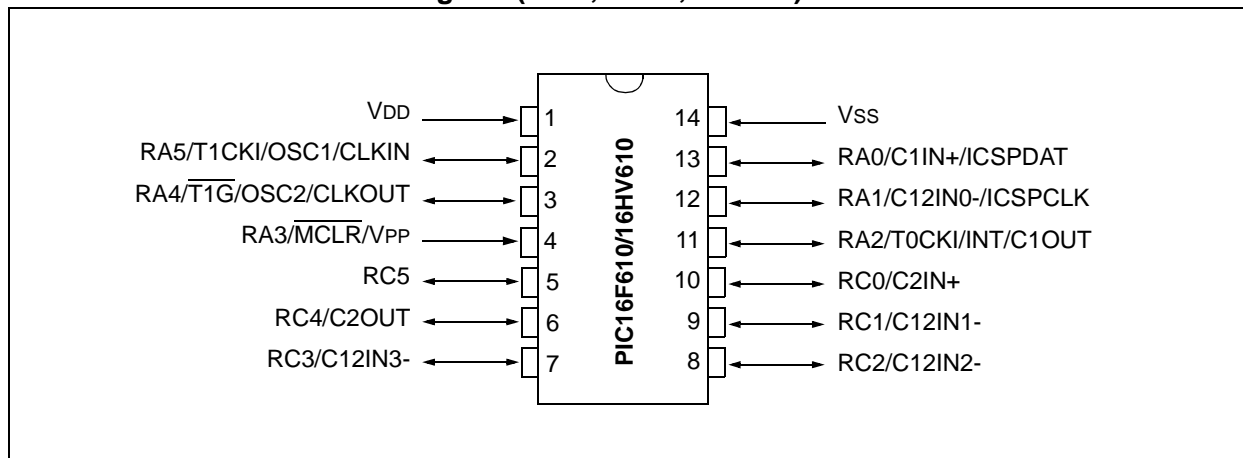 VDD
RA5/T1CKI/OSC1/CLKIN
RA4/T1G/OSC2/CLKOUT
RA3/MCLR/VPP
RC5
RC4/C2OUT
RC3/C12IN3-
1
2
3
4
5
6
7
PIC16F610/16HV610
14
13
12
11
10
9
8
VSS
RA0/C1IN+/ICSPDAT
RA1/C12IN0-/ICSPCLK
RA2/T0CKI/INT/C1OUT
RC0/C2IN+
RC1/C12IN1-
RC2/C12IN2-